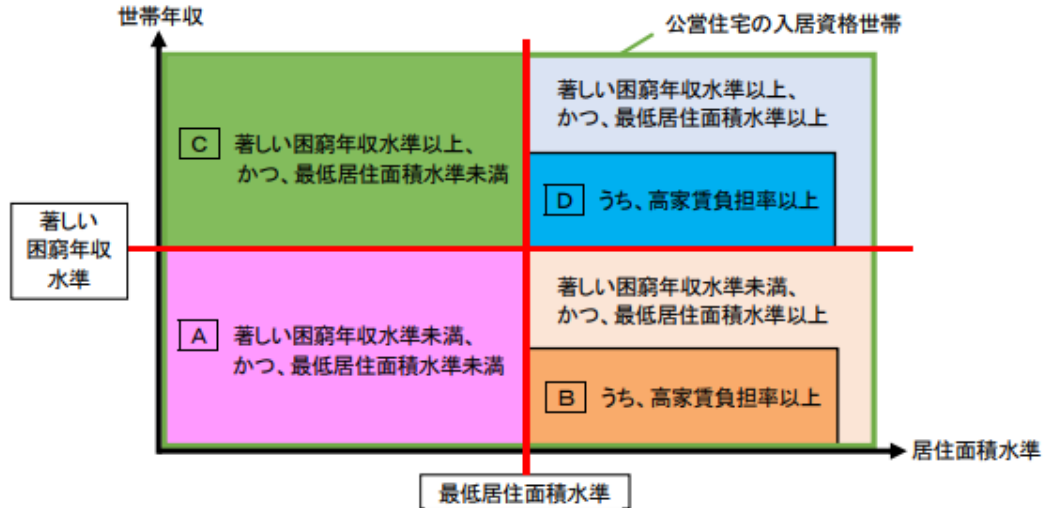 世帯年収
公営住宅の入居資格世帯
著しい困窮年収水準以上、
かつ、最低居住面積水準以上
C 著しい困窮年収水準以上、
かつ、最低居住面積水準未満
D うち、高家賃負担率以上
著しい
困窮年収
水準
著しい困窮年収水準未満、
かつ、最低居住面積水準以上
A 著しい困窮年収水準未満、
かつ、最低居住面積水準未満
B うち、高家賃負担率以上
居住面積水準
最低居住面積水準